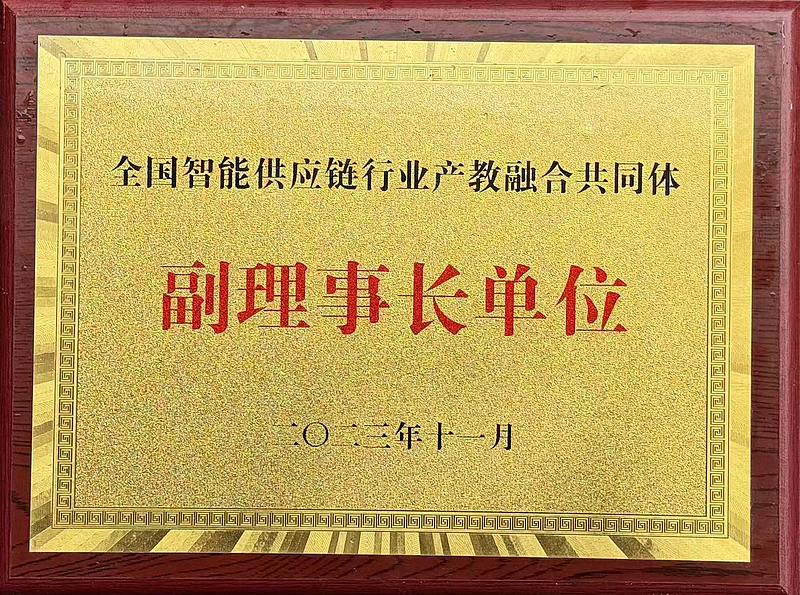 全国智能供应链行业产教融合共同体
副理事长单位
二〇二三年十一月